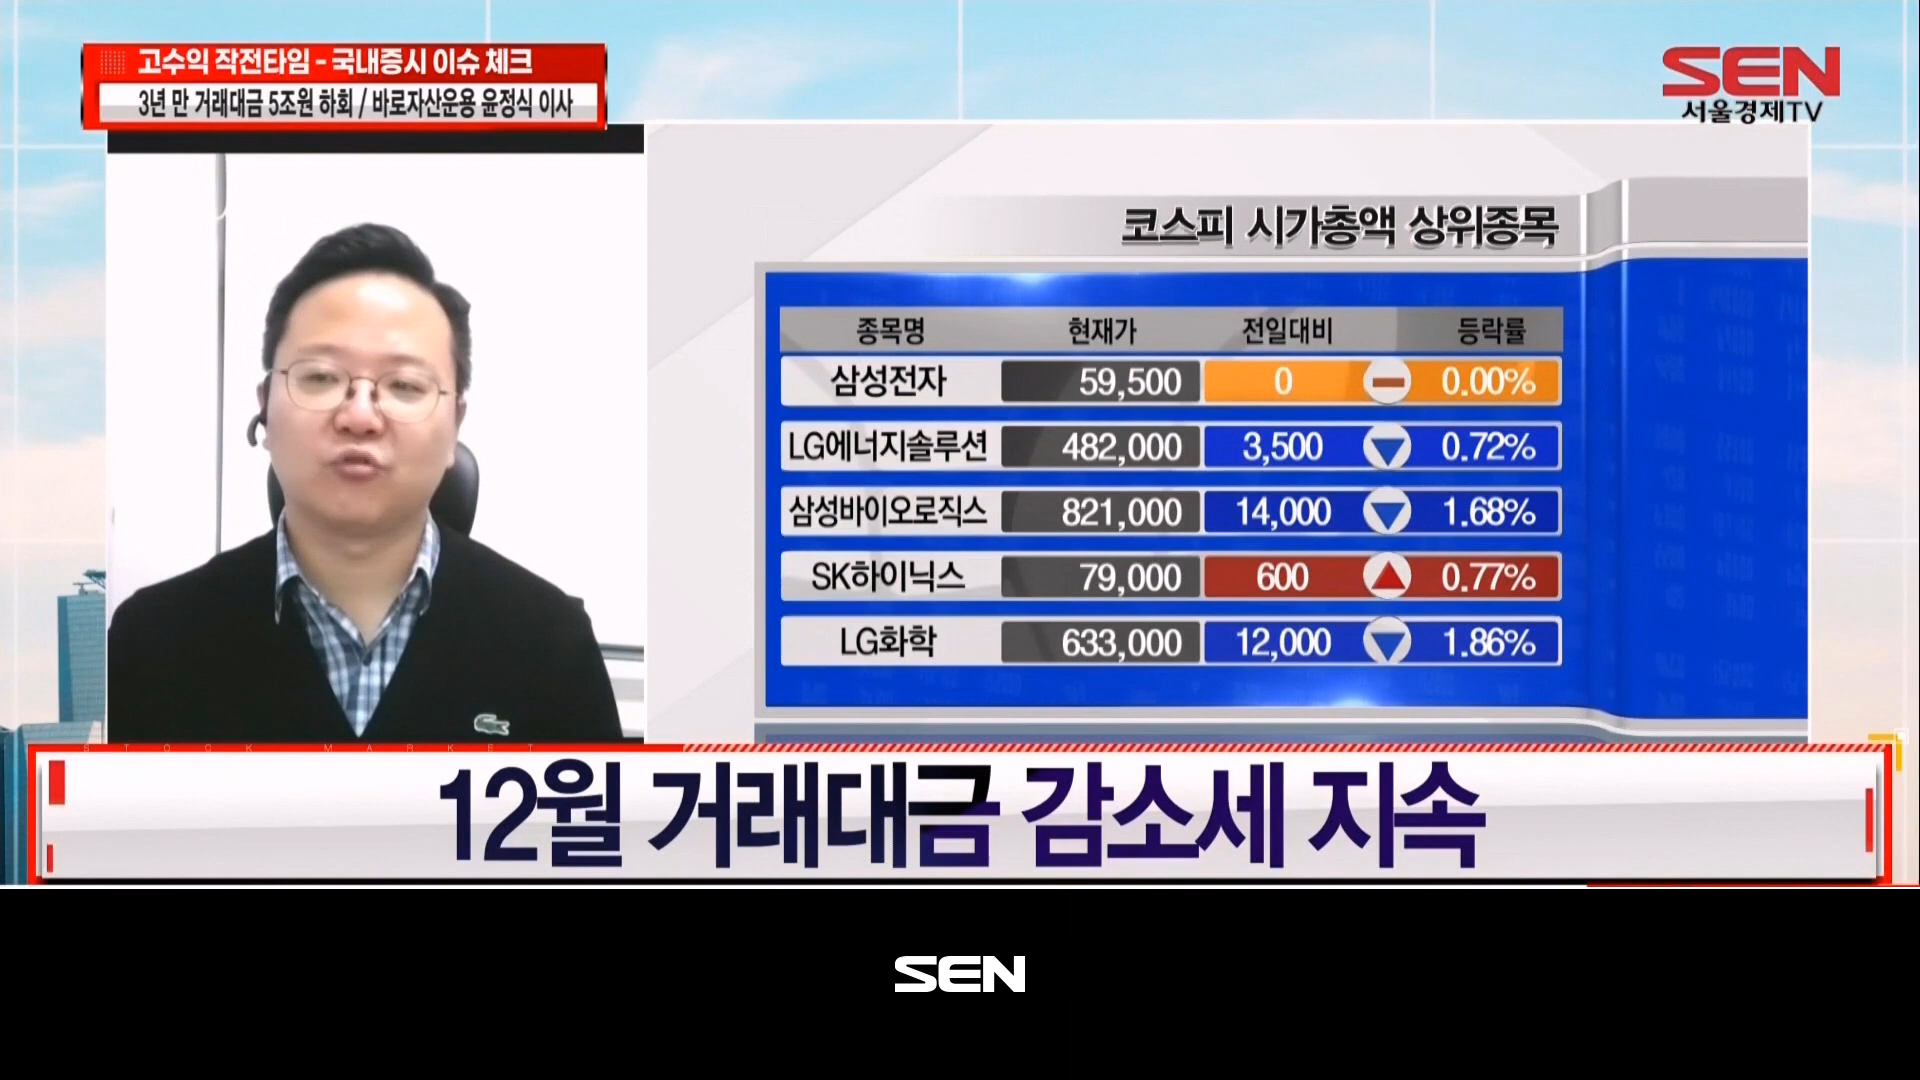 고수익 작전타임 - 국내증시 이슈 체크
3년 만 거래대금 5조원 하회 / 바로자산운용 윤정식 이사
SEN
서울경제TV
코스피 시가총액 상위종목
종목명 현재가 전일대비 등락률
삼성전자 59,500 0 0.00%
LG에너지솔루션 482,000 3,500 0.72%
삼성바이오로직스 821,000 14,000 1.68%
SK하이닉스 79,000 600 0.77%
LG화학 633,000 12,000 1.86%
STOCK MARKET
12월 거래대금 감소세 지속
SEN